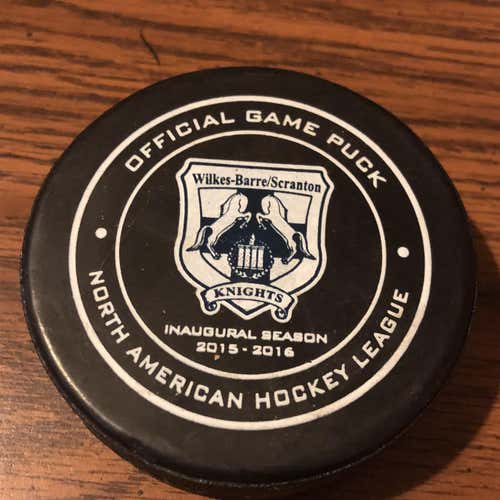 OFFICIAL GAME PUCK
Wilkes-Barre/Scranton
KNIGHTS
INAUGURAL SEASON
2015 - 2016
NORTH AMERICAN HOCKEY LEAGUE